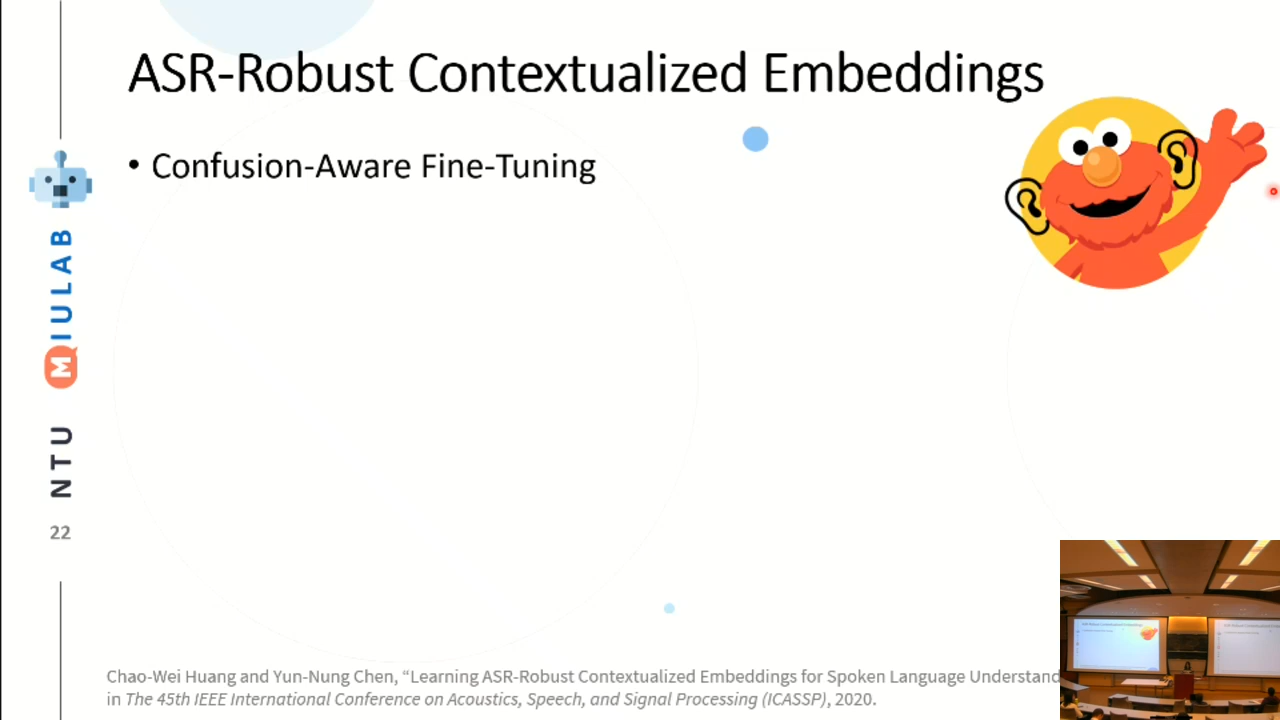 ASR-Robust Contextualized Embeddings
• Confusion-Aware Fine-Tuning
NTU MIULAB
22
Chao-Wei Huang and Yun-Nung Chen, “Learning ASR-Robust Contextualized Embeddings for Spoken Language Understand
in The 45th IEEE International Conference on Acoustics, Speech, and Signal Processing (ICASSP), 2020.